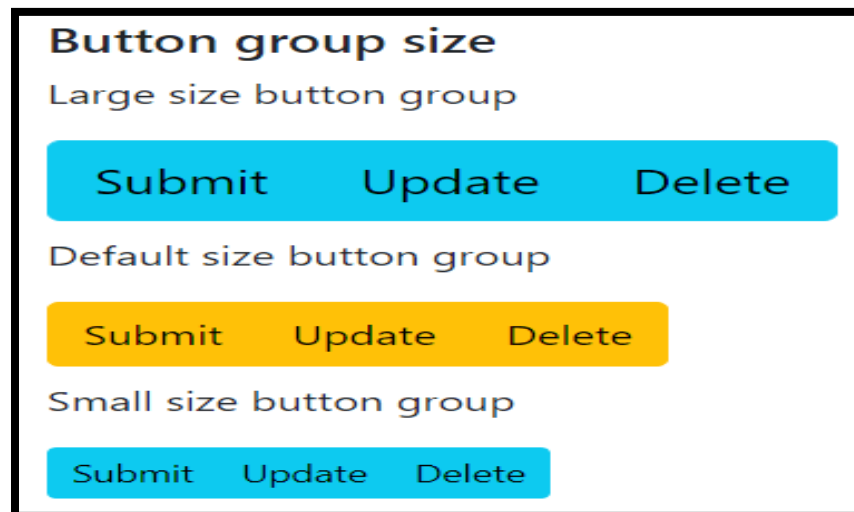 Button group size
Large size button group
Submit Update Delete
Default size button group
Submit Update Delete
Small size button group
Submit Update Delete